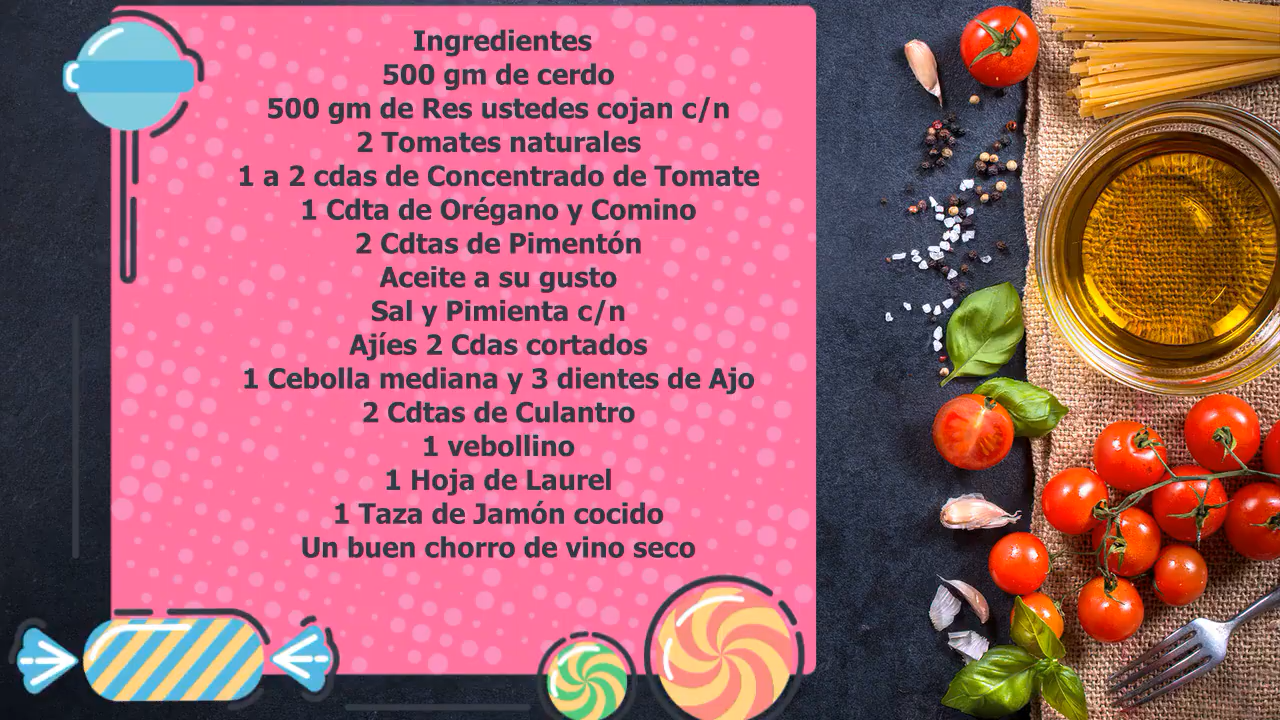 Ingredientes
500 gm de cerdo
500 gm de Res ustedes cojan c/n
2 Tomates naturales
1 a 2 cdas de Concentrado de Tomate
1 Cdta de Orégano y Comino
2 Cdtas de Pimentón
Aceite a su gusto
Sal y Pimienta c/n
Ajíes 2 Cdas cortados
1 Cebolla mediana y 3 dientes de Ajo
2 Cdtas de Culantro
1 vebollino
1 Hoja de Laurel
1 Taza de Jamón cocido
Un buen chorro de vino seco